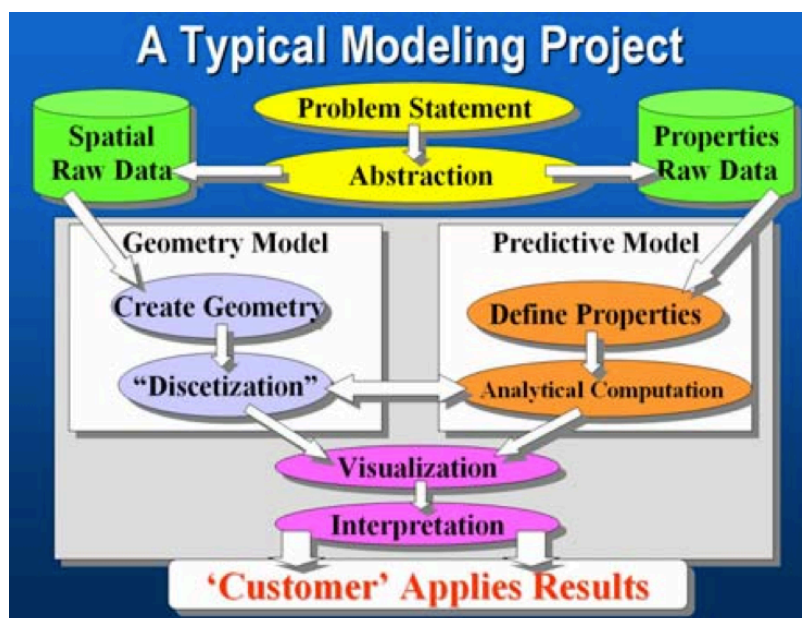 A Typical Modeling Project
Problem Statement
Spatial
Raw Data
Abstraction
Properties
Raw Data
Geometry Model
Predictive Model
Create Geometry
Define Properties
“Discetization”
Analytical Computation
Visualization
Interpretation
‘Customer’ Applies Results